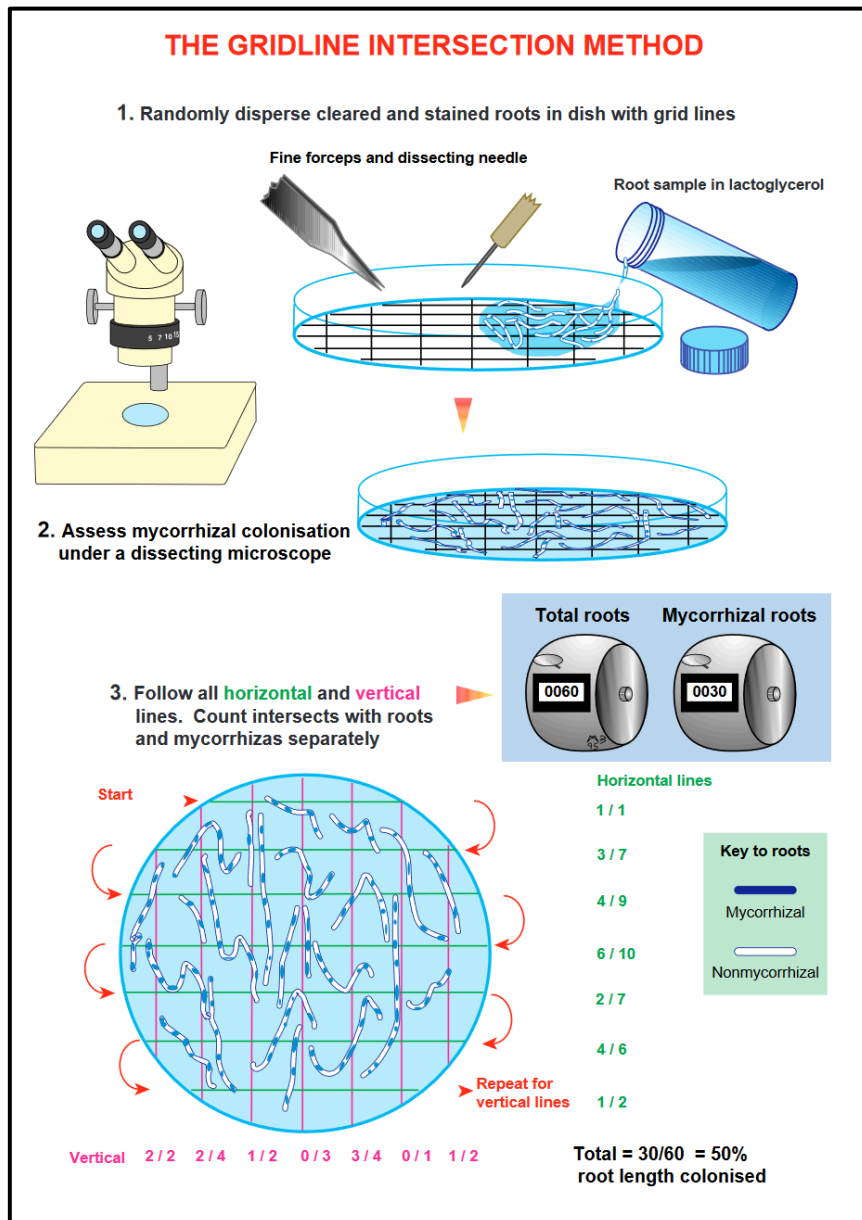 THE GRIDLINE INTERSECTION METHOD
1. Randomly disperse cleared and stained roots in dish with grid lines
Fine forceps and dissecting needle
Root sample in lactoglycerol
5 7 10 15
2. Assess mycorrhizal colonisation
under a dissecting microscope
Total roots
Mycorrhizal roots
0060
0030
3. Follow all horizontal and vertical
lines. Count intersects with roots
and mycorrhizas separately
Start
Horizontal lines
1 / 1
3 / 7
4 / 9
6 / 10
2 / 7
4 / 6
1 / 2
Key to roots
Mycorrhizal
Nonmycorrhizal
Repeat for
vertical lines
Vertical 2 / 2 2 / 4 1 / 2 0 / 3 3 / 4 0 / 1 1 / 2
Total = 30/60 = 50%
root length colonised